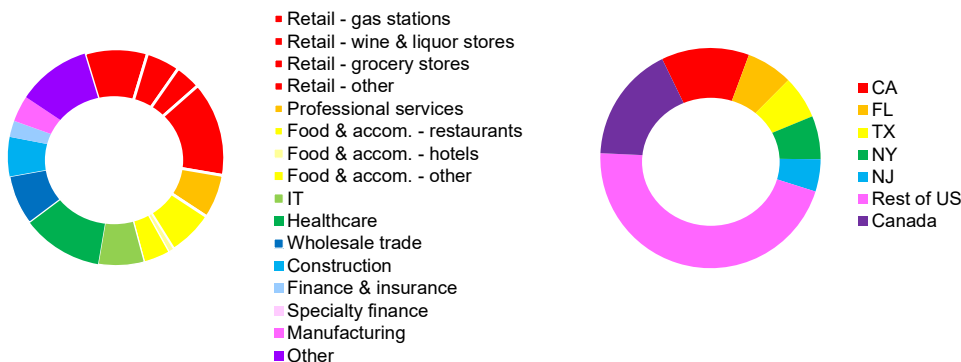 Retail - gas stations
Retail - wine & liquor stores
Retail - grocery stores
Retail - other
Professional services
Food & accom. - restaurants
Food & accom. - hotels
Food & accom. - other
IT
Healthcare
Wholesale trade
Construction
Finance & insurance
Specialty finance
Manufacturing
Other
CA
FL
TX
NY
NJ
Rest of US
Canada